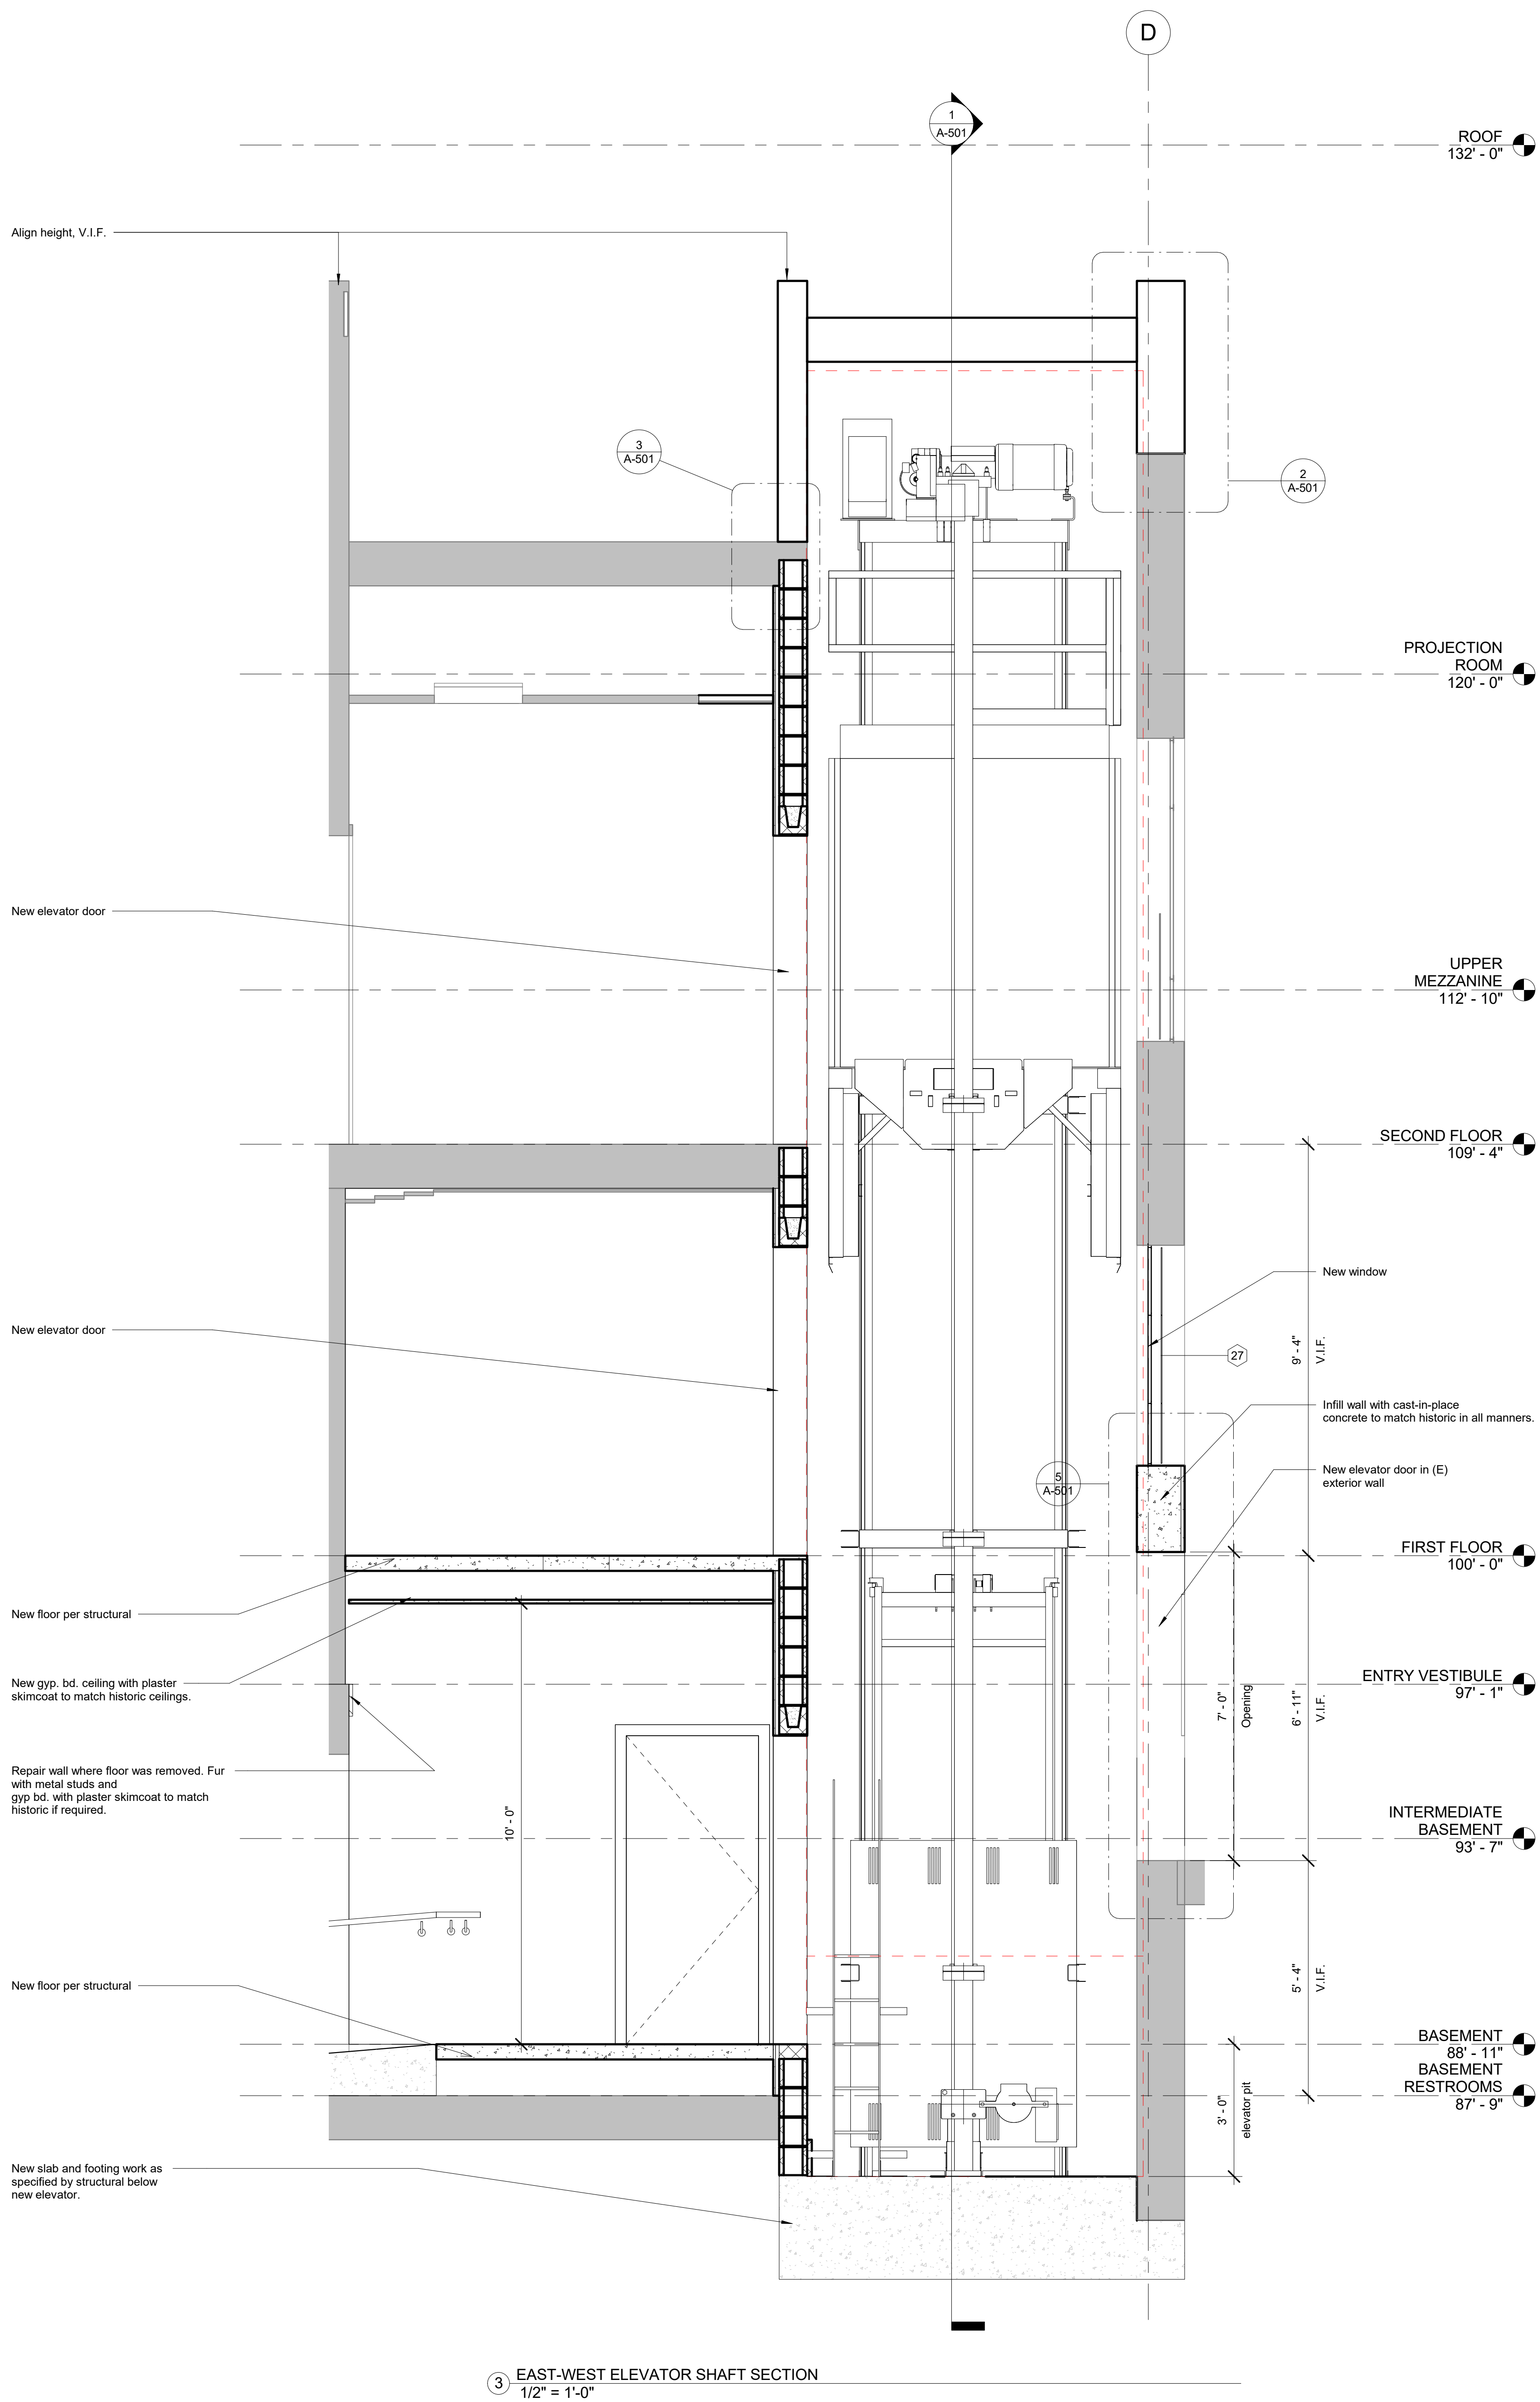 D
1
A-501
ROOF
132' - 0"
Align height, V.I.F.
3
A-501
2
A-501
PROJECTION
ROOM
120' - 0"
New elevator door
UPPER
MEZZANINE
112' - 10"
SECOND FLOOR
109' - 4"
New window
New elevator door
27
9' - 4"
V.I.F.
Infill wall with cast-in-place
concrete to match historic in all manners.
New elevator door in (E)
exterior wall
5
A-501
FIRST FLOOR
100' - 0"
New floor per structural
New gyp. bd. ceiling with plaster
skimcoat to match historic ceilings.
ENTRY VESTIBULE
97' - 1"
7' - 0"
Opening
6' - 11"
V.I.F.
Repair wall where floor was removed. Fur
with metal studs and
gyp bd. with plaster skimcoat to match
historic if required.
10' - 0"
INTERMEDIATE
BASEMENT
93' - 7"
New floor per structural
5' - 4"
V.I.F.
BASEMENT
88' - 11"
BASEMENT
RESTROOMS
87' - 9"
3' - 0"
elevator pit
New slab and footing work as
specified by structural below
new elevator.
3
EAST-WEST ELEVATOR SHAFT SECTION
1/2" = 1'-0"